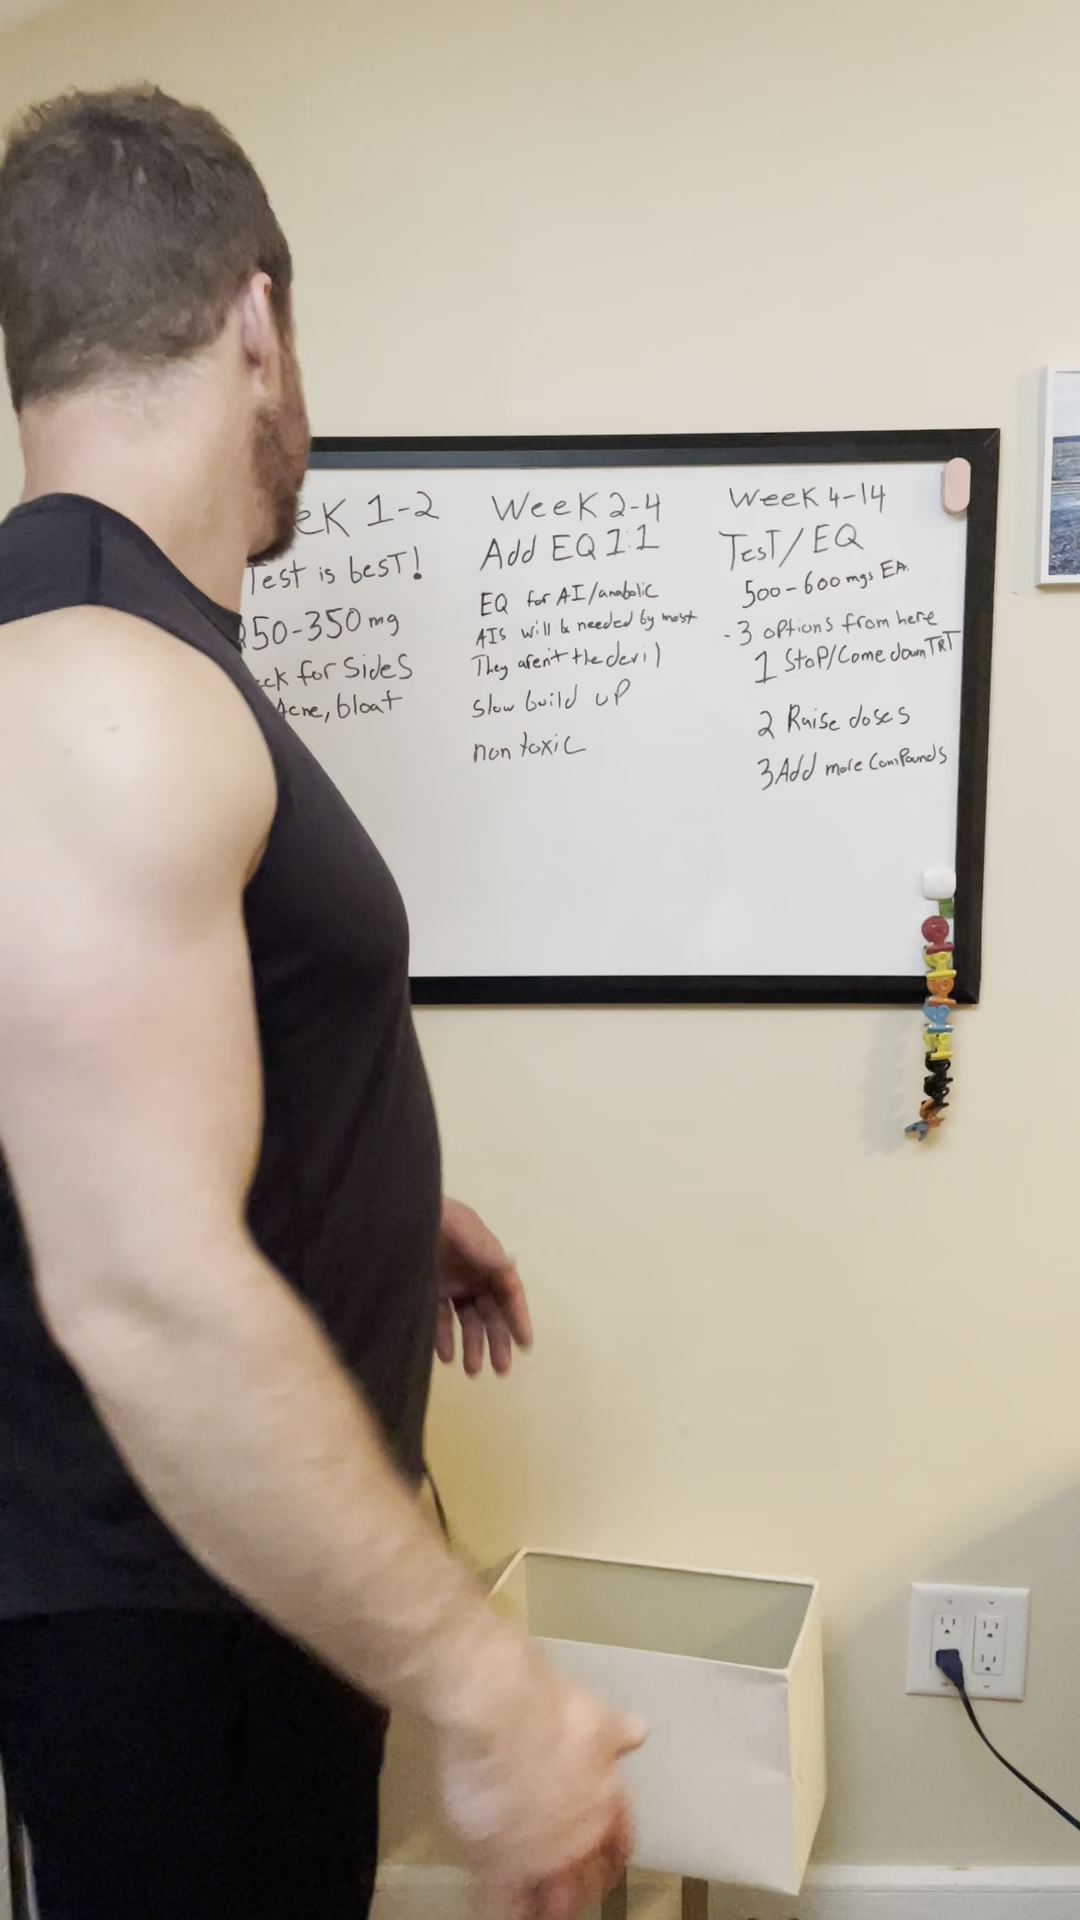 eK 1-2
Test is best!
250-350 mg
ck for Sides
Acne, bloat
Week 2-4
Add EQ 1:1
EQ for AI/anabolic
AIs will be needed by most
They aren't the devil
slow build up
non toxic
Week 4-14
Test/EQ
500-600 mgs EA.
- 3 options from here
1 Stop/Come down TRT
2 Raise doses
3 Add more Compounds